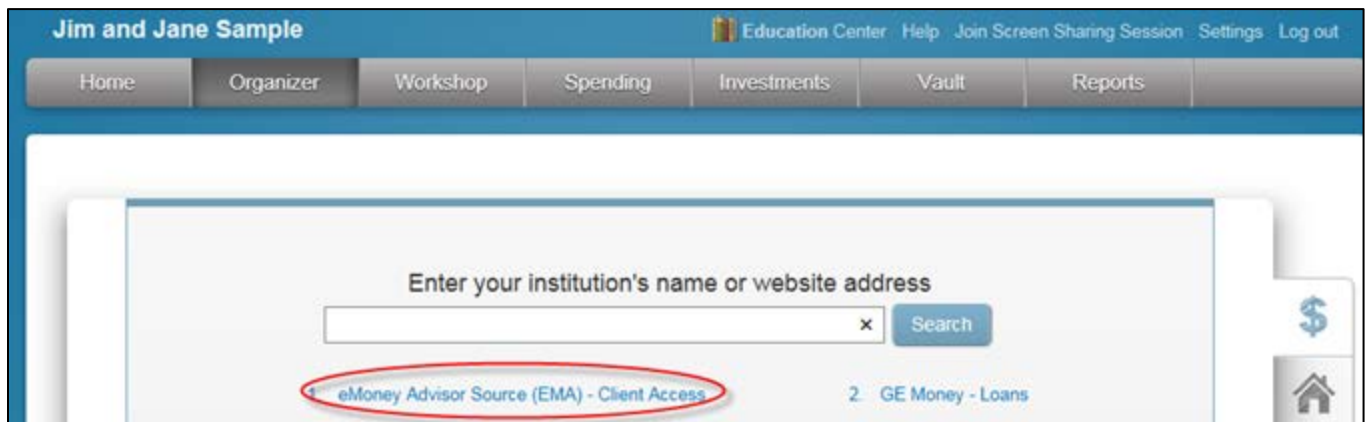 Jim and Jane Sample Education Center Help Join Screen Sharing Session Settings Log out
Home Organizer Workshop Spending Investments Vault Reports
Enter your institution's name or website address
× Search
1. eMoney Advisor Source (EMA) - Client Access 2. GE Money - Loans
$